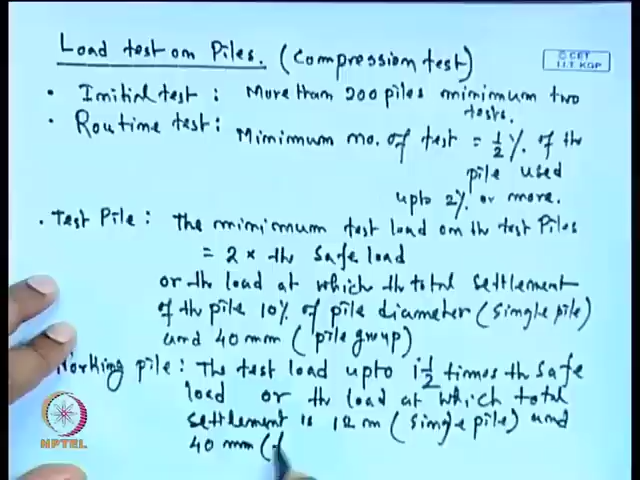 Load test on Piles. (Compression test)
© CET
I.I.T. KGP
• Initial test : More than 200 piles minimum two tests.
• Routine test : Minimum no. of test = 1/2 % of the
pile used
upto 2% or more.
. Test Pile : The minimum test load on the test Piles
= 2 × the safe load
or the load at which the total settlement
of the pile 10% of pile diameter (single pile)
and 40 mm (pile group)
Working pile : The test load upto 1 1/2 times the safe
load or the load at which total
settlement is 12 m (single pile) and
40 mm (
NPTEL